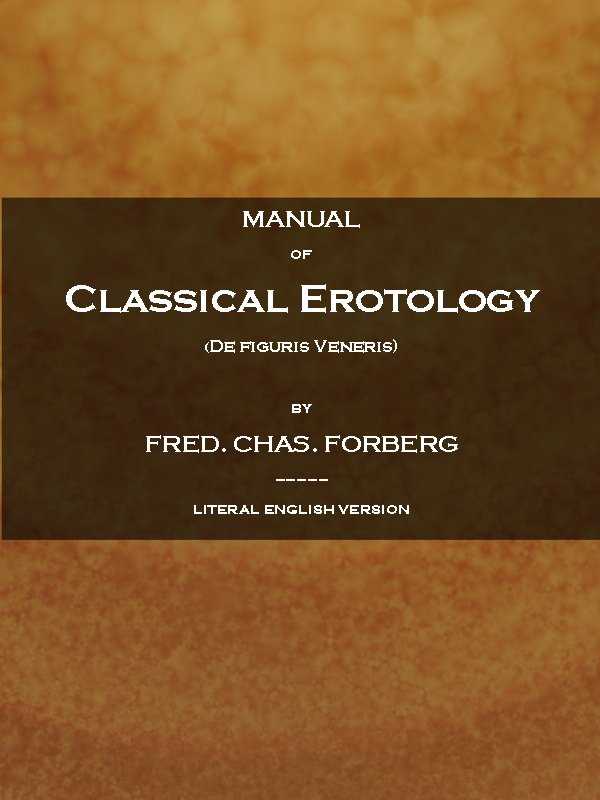 MANUAL
OF
CLASSICAL EROTOLOGY
(DE FIGURIS VENERIS)
BY
FRED. CHAS. FORBERG
-----
LITERAL ENGLISH VERSION